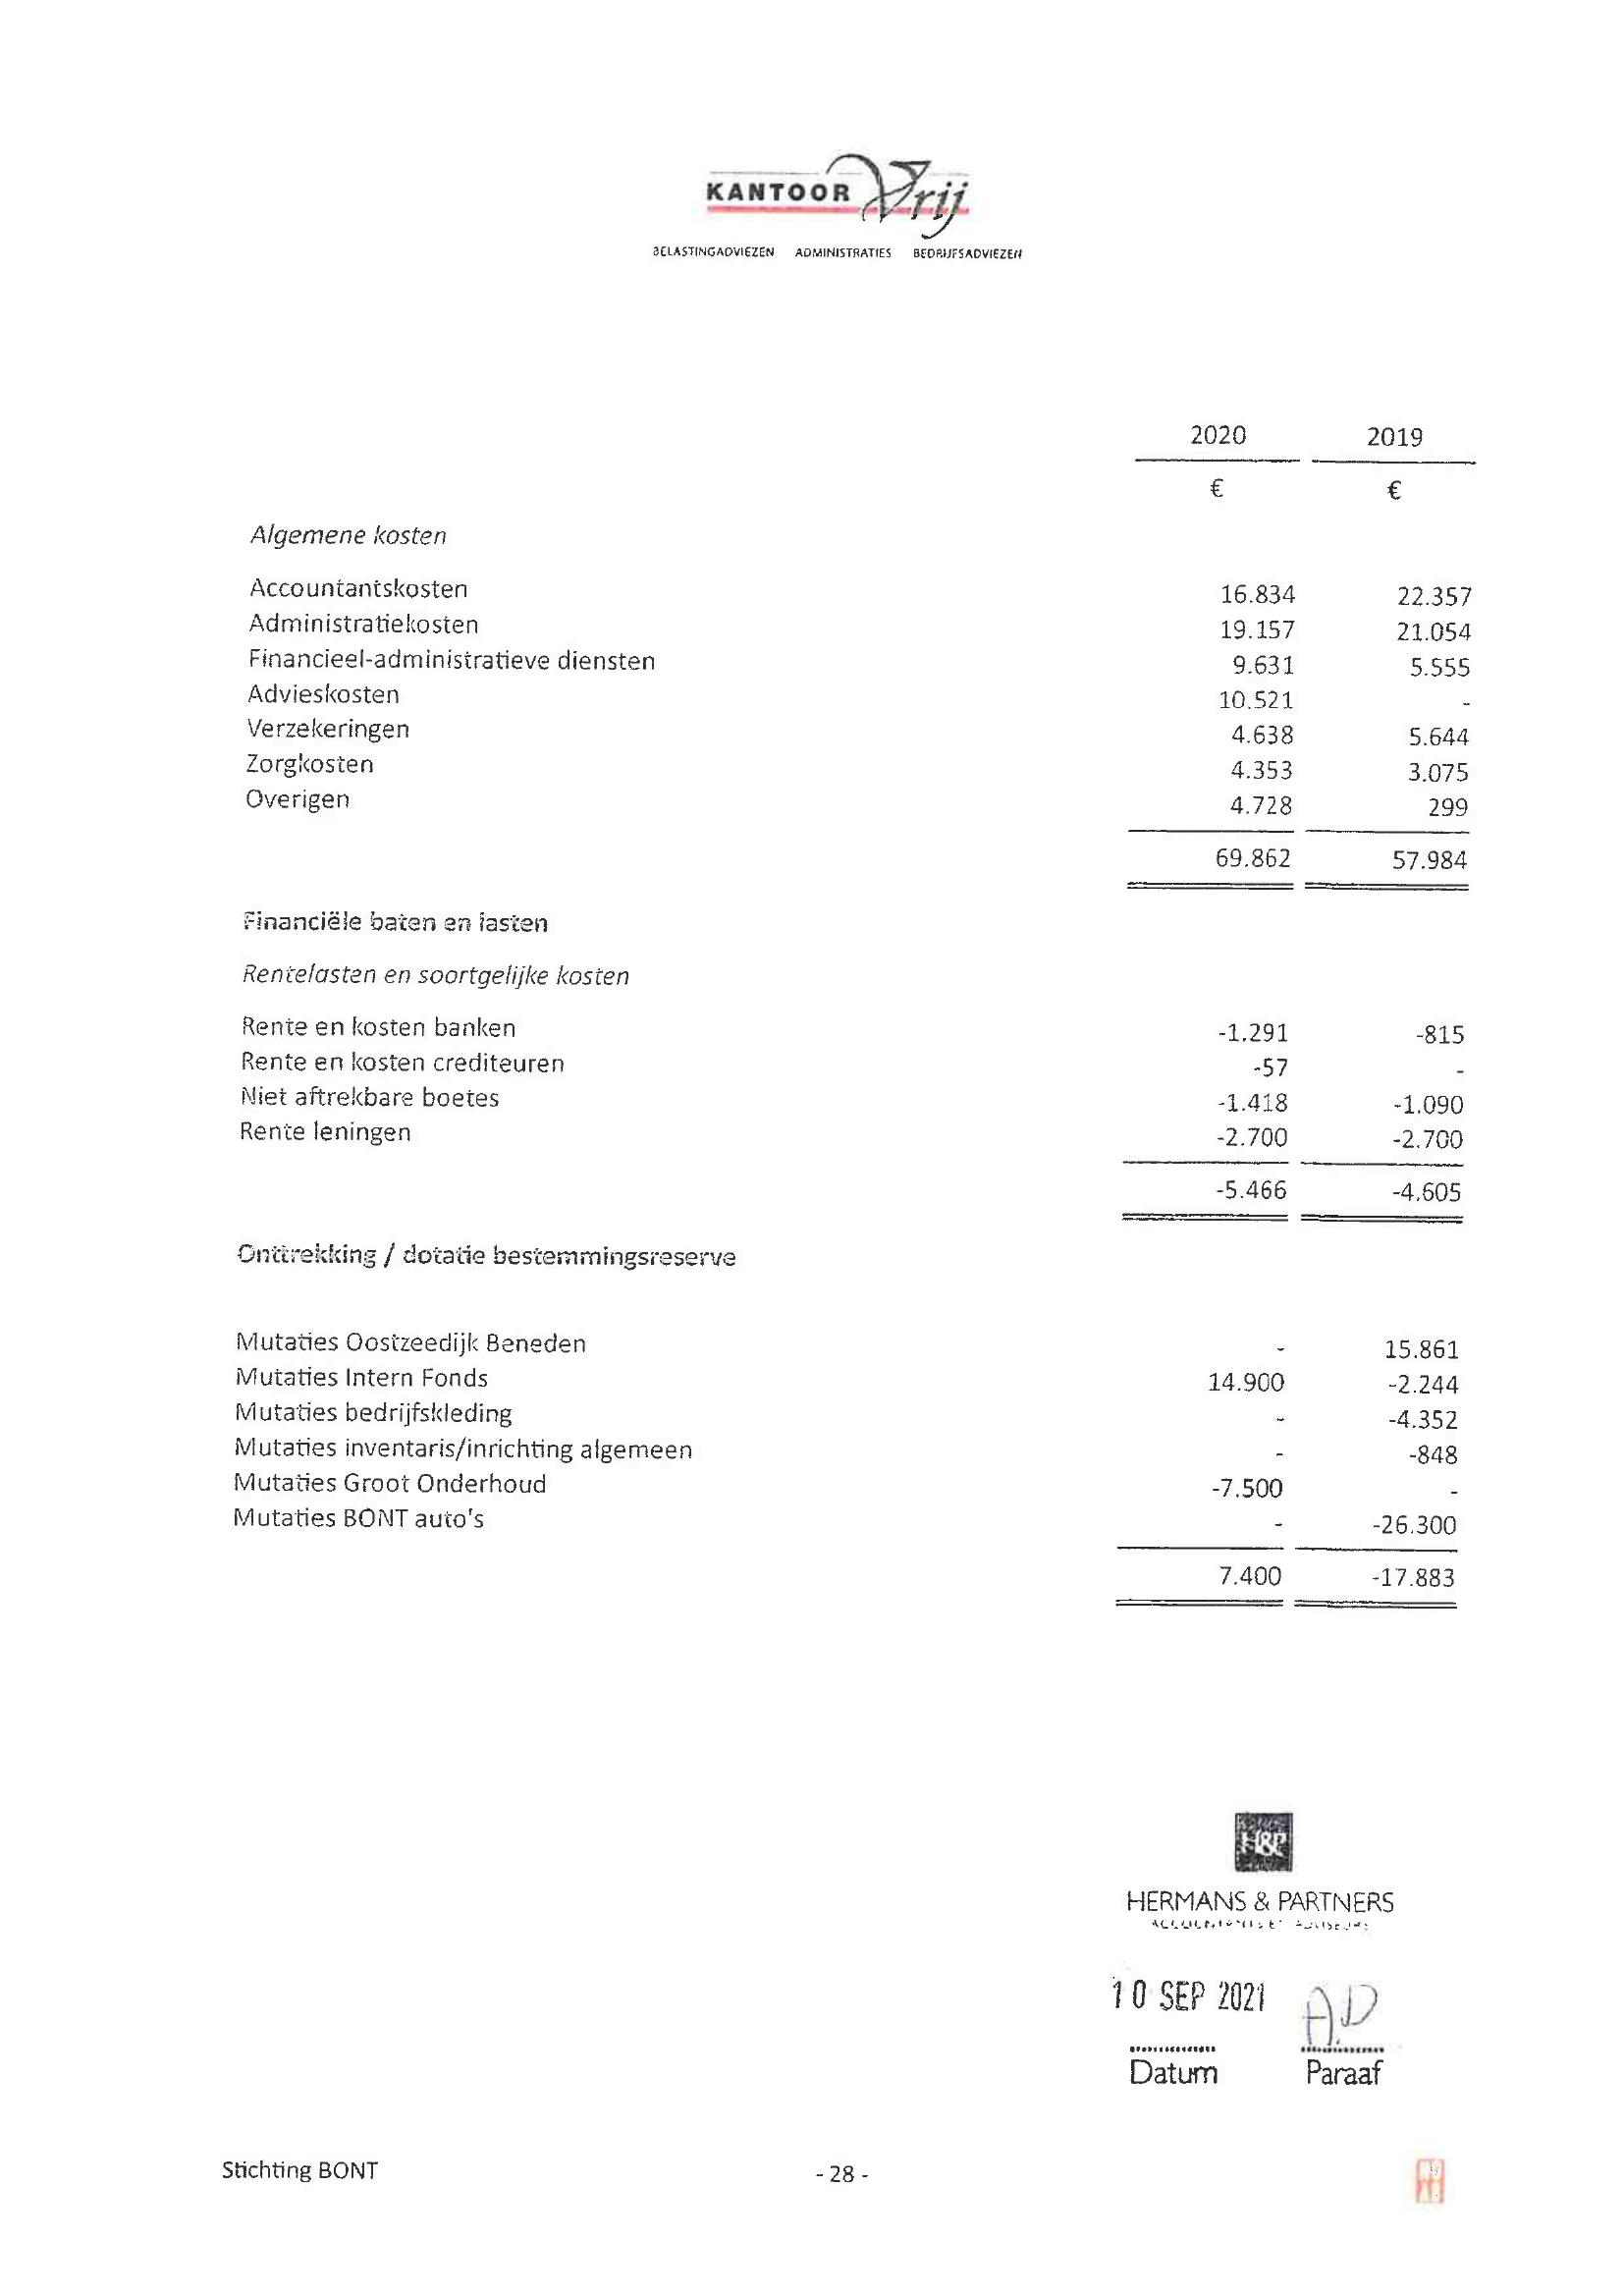 KANTOOR Vrij
BELASTINGADVIEZEN ADMINISTRATIES BEDRIJFSADVIEZEN
2020 2019
€ €
Algemene kosten
Accountantskosten 16.834 22.357
Administratiekosten 19.157 21.054
Financieel-administratieve diensten 9.631 5.555
Advieskosten 10.521 -
Verzekeringen 4.638 5.644
Zorgkosten 4.353 3.075
Overigen 4.728 299
69.862 57.984
Financiële baten en lasten
Rentelasten en soortgelijke kosten
Rente en kosten banken -1.291 -815
Rente en kosten crediteuren -57 -
Niet aftrekbare boetes -1.418 -1.090
Rente leningen -2.700 -2.700
-5.466 -4.605
Onttrekking / dotatie bestemmingsreserve
Mutaties Oostzeedijk Beneden - 15.861
Mutaties Intern Fonds 14.900 -2.244
Mutaties bedrijfskleding - -4.352
Mutaties inventaris/inrichting algemeen - -848
Mutaties Groot Onderhoud -7.500 -
Mutaties BONT auto's - -26.300
7.400 -17.883
H&P
HERMANS & PARTNERS
10 SEP 2021 A.D
Datum Paraaf
Stichting BONT - 28 -